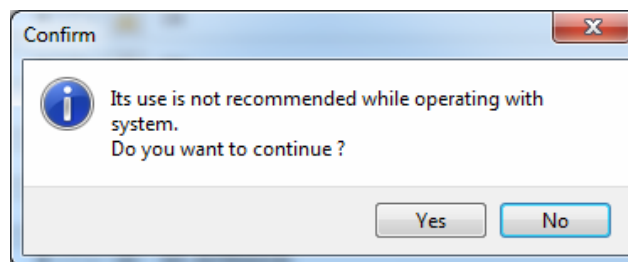 Confirm
Its use is not recommended while operating with
system.
Do you want to continue ?
Yes No